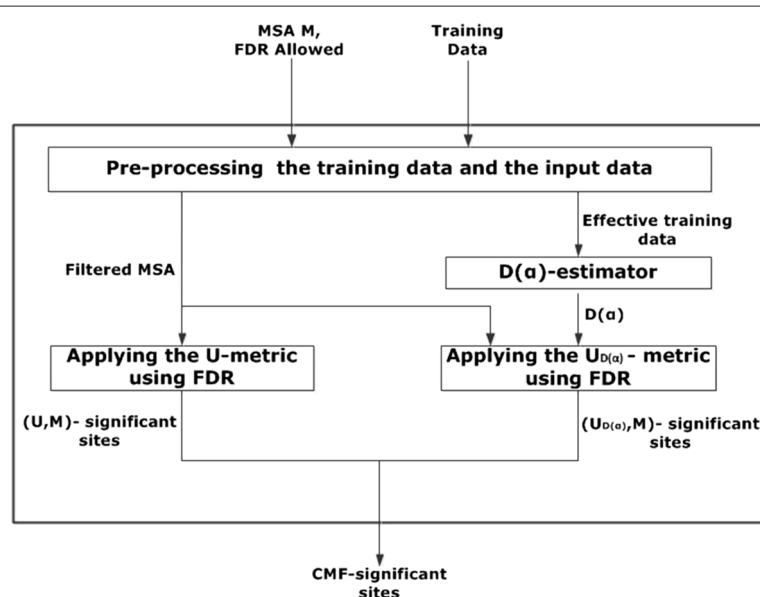 MSA M,
FDR Allowed
Training
Data
Pre-processing the training data and the input data
Effective training
data
Filtered MSA
D(α)-estimator
D(α)
Applying the U-metric
using FDR
Applying the UD(α) - metric
using FDR
(U,M)- significant
sites
(UD(α),M)- significant
sites
CMF-significant
sites